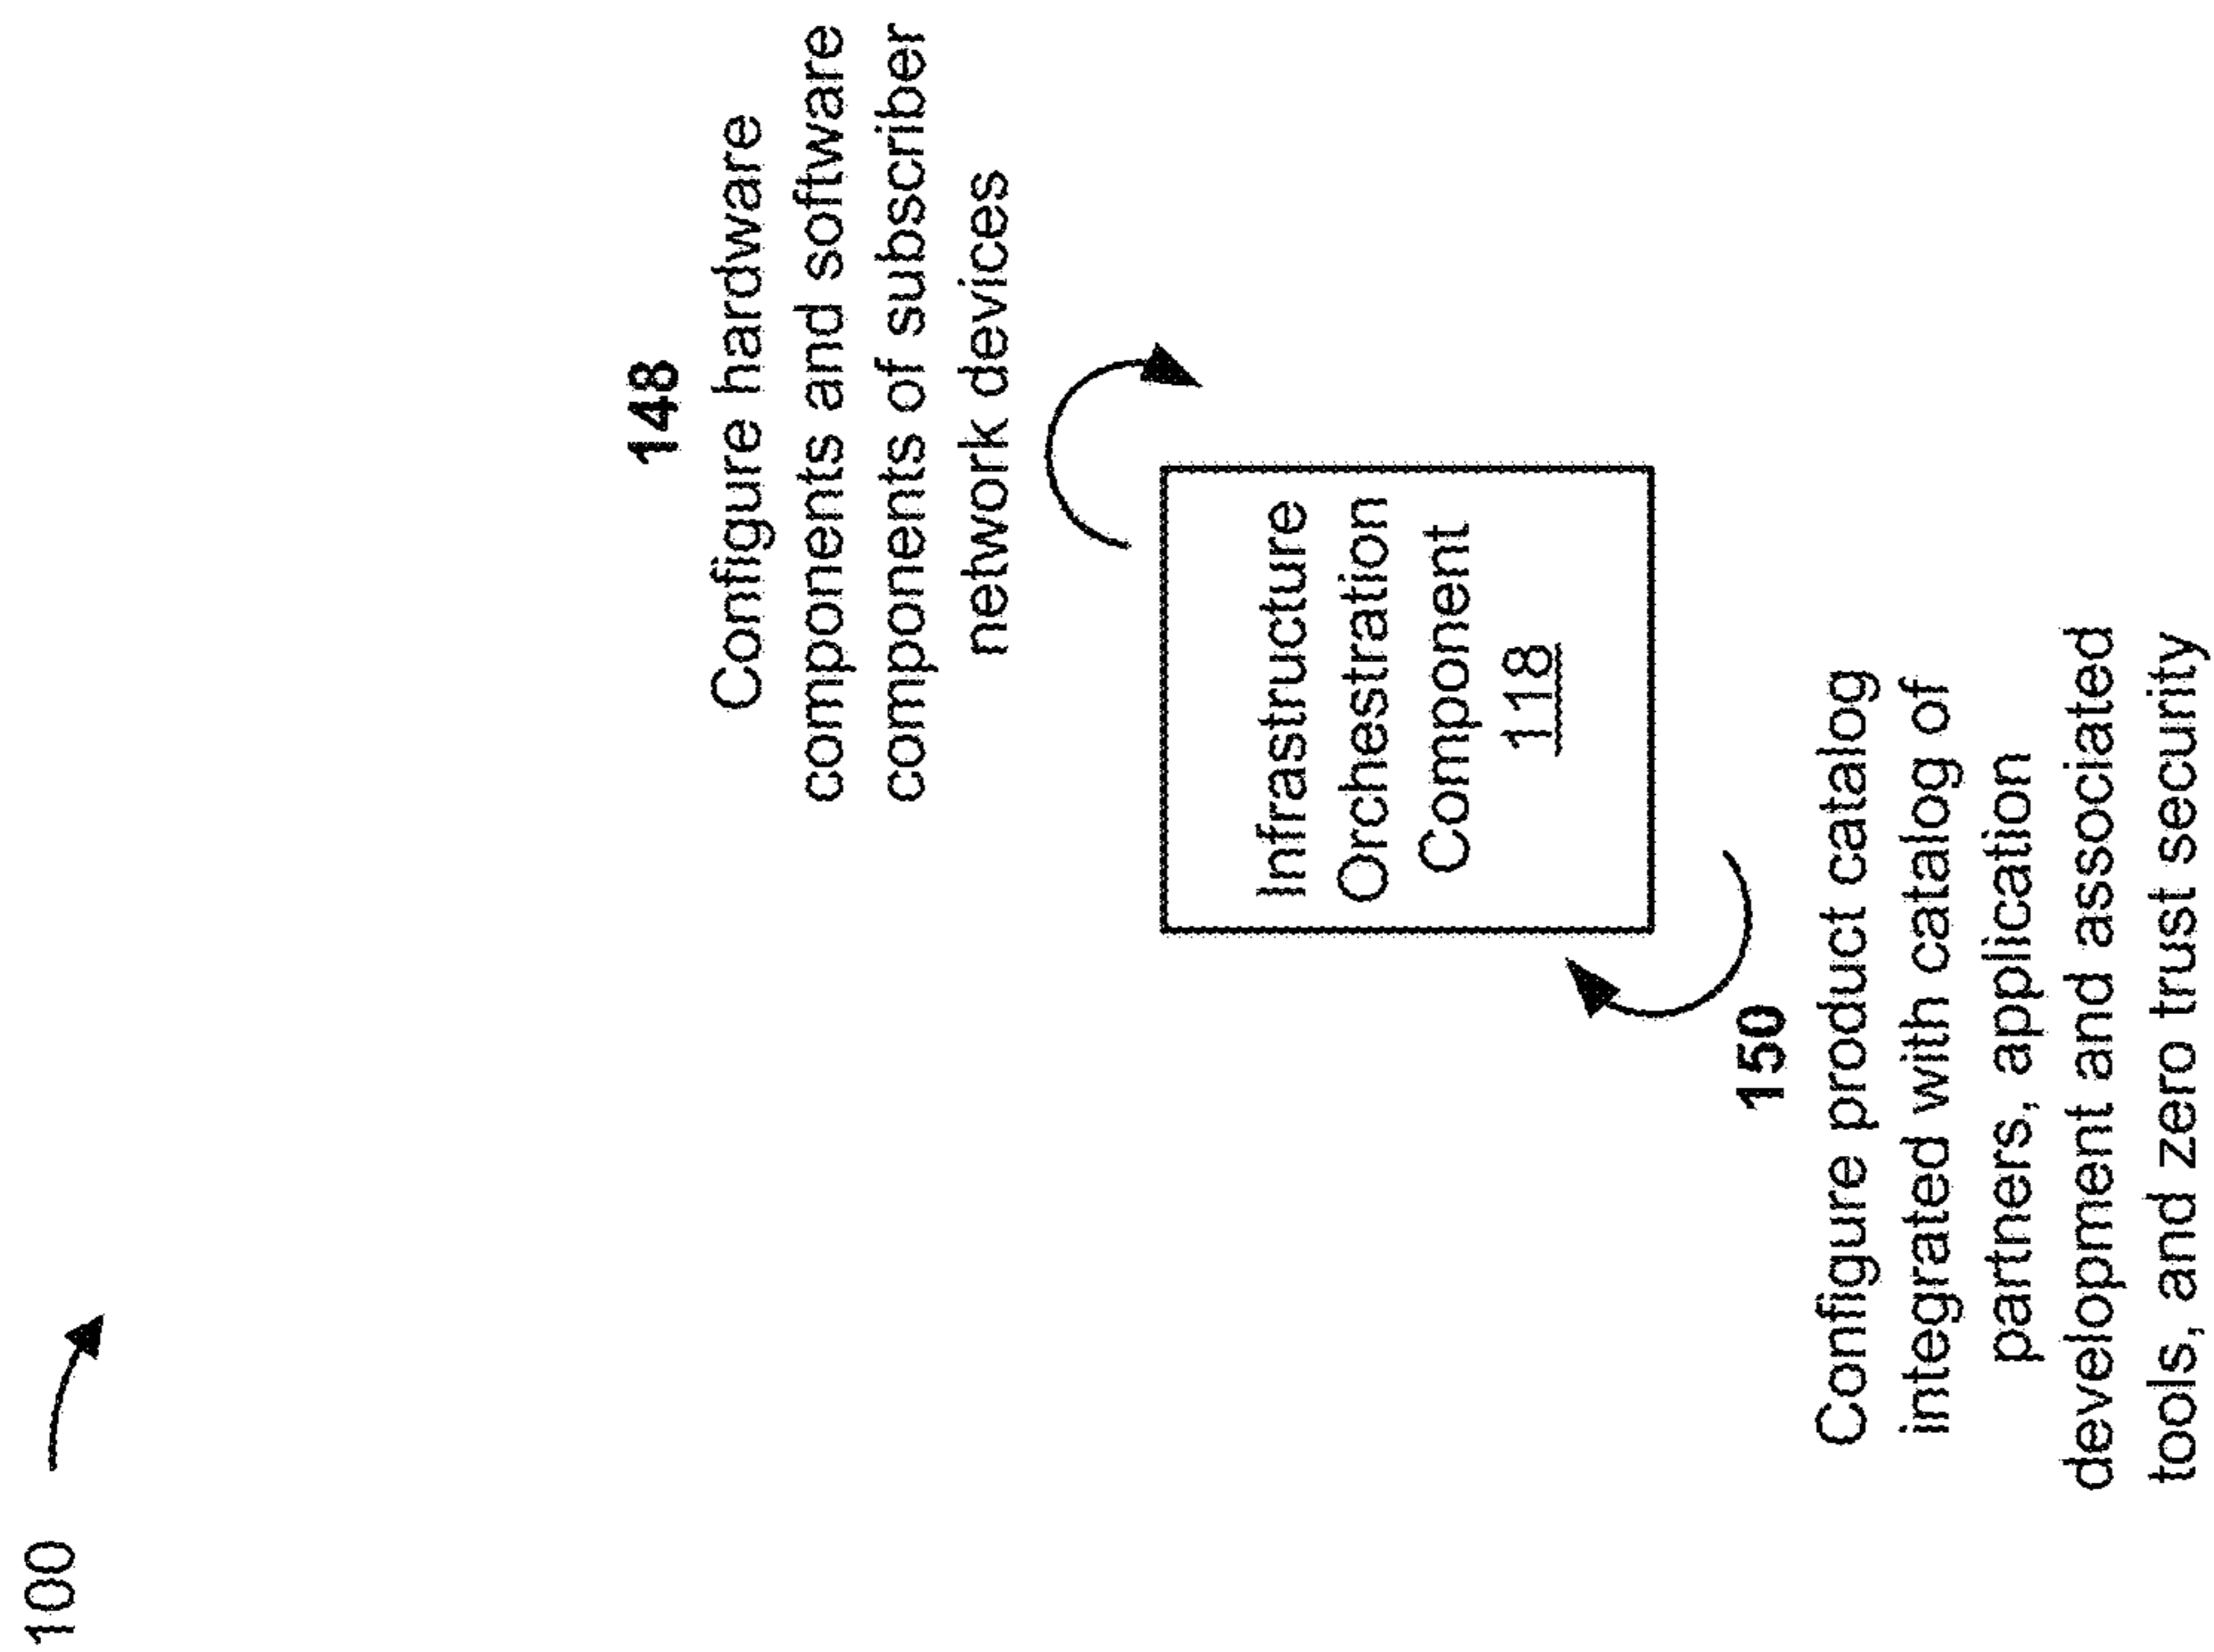 100
148
Configure hardware
components and software
components of subscriber
network devices
Infrastructure
Orchestration
Component
118
150
Configure product catalog
integrated with catalog of
partners, application
development and associated
tools, and zero trust security